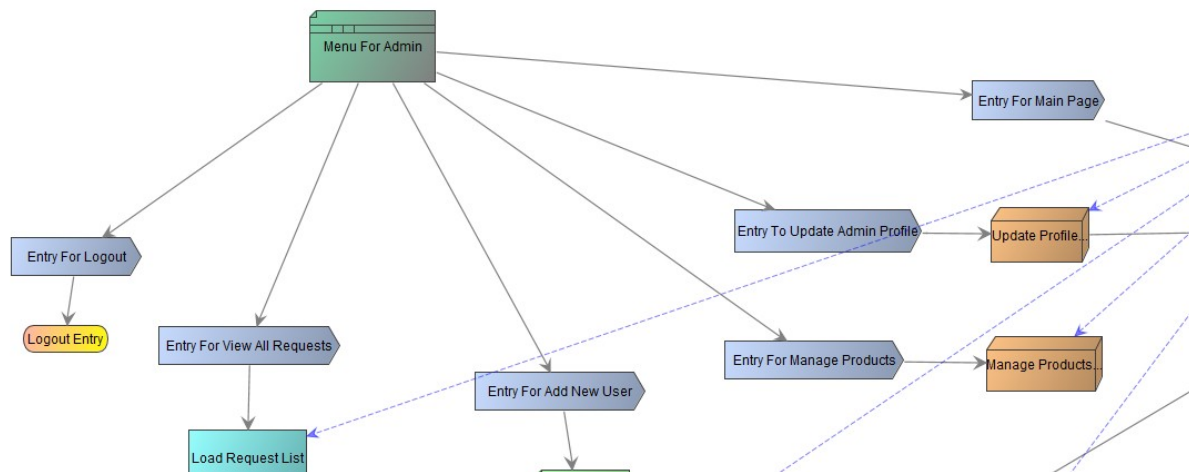 Menu For Admin
Entry For Main Page
Entry To Update Admin Profile
Update Profile...
Entry For Logout
Logout Entry
Entry For View All Requests
Entry For Manage Products
Manage Products...
Entry For Add New User
Load Request List